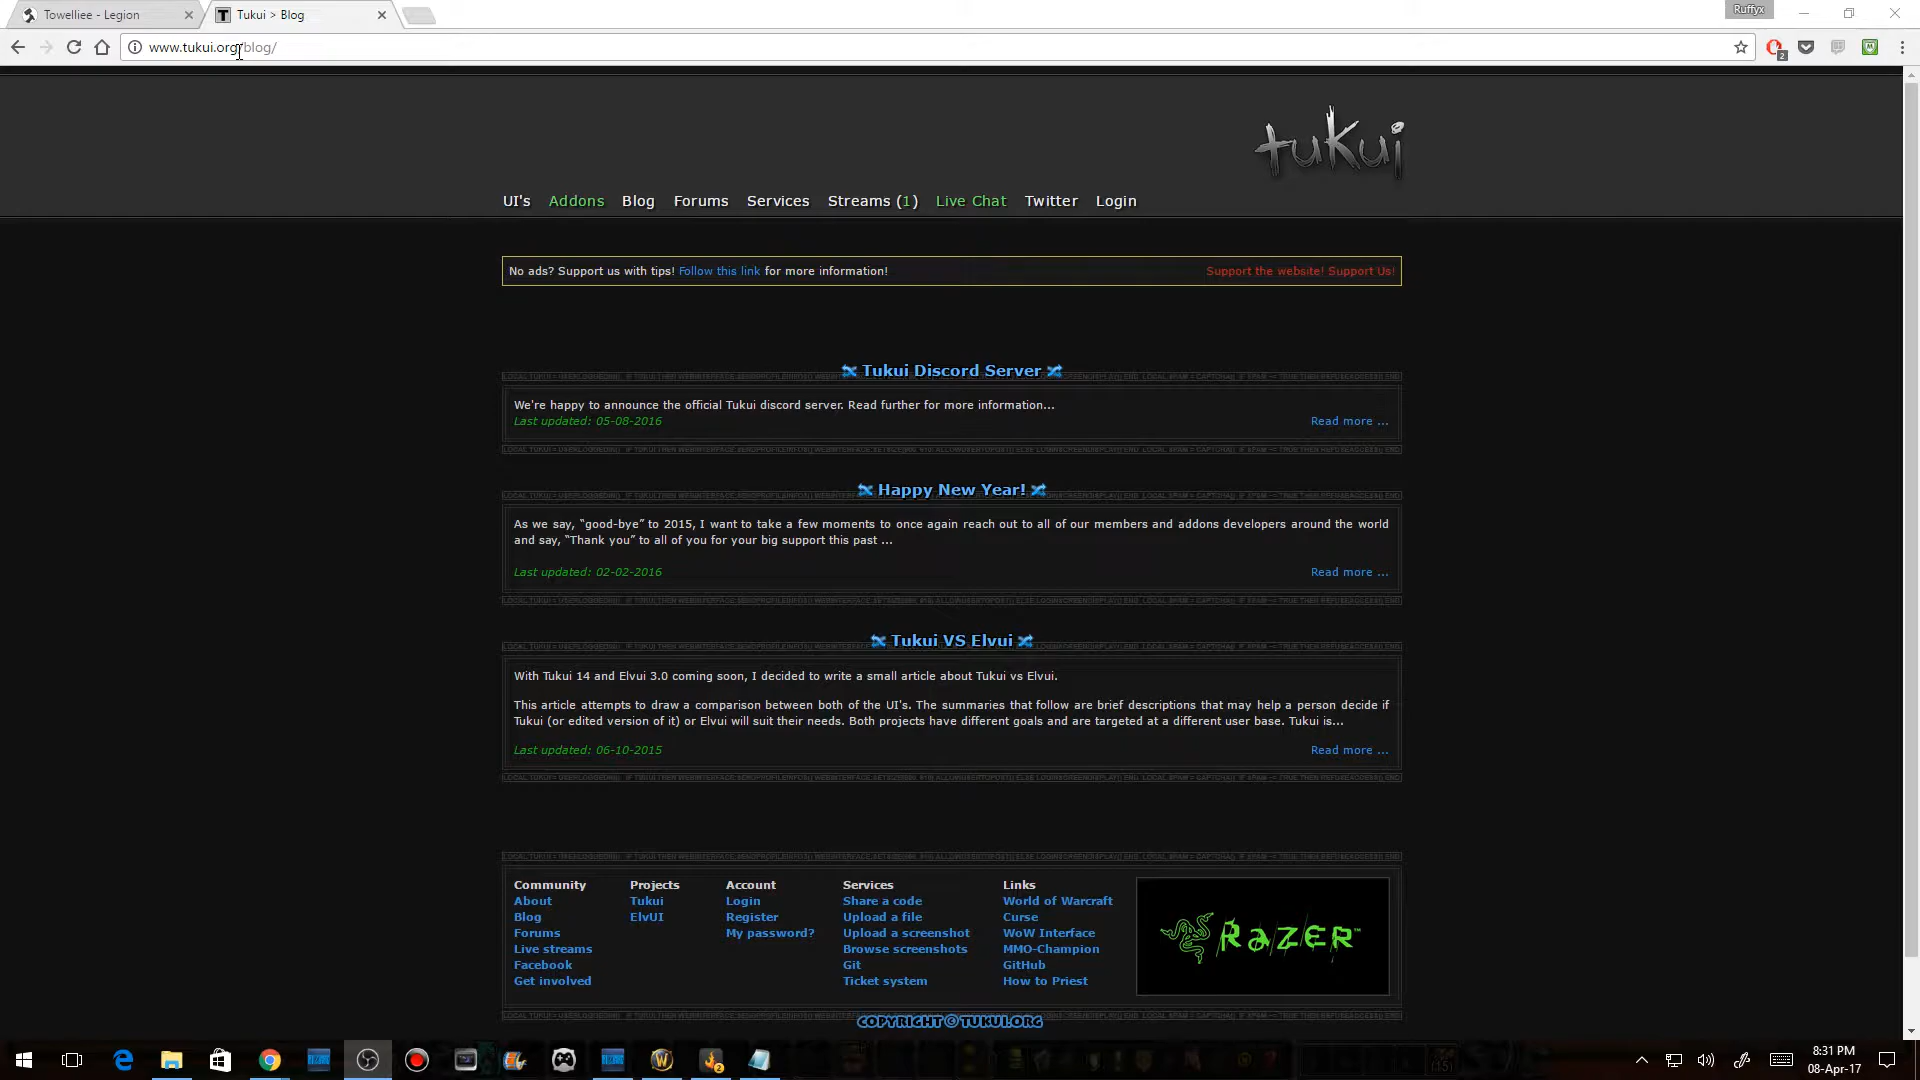 Towelliee - Legion
Tukui > Blog
Ruffyx
www.tukui.org/blog/
2
tukui
UI's Addons Blog Forums Services Streams (1) Live Chat Twitter Login
No ads? Support us with tips! Follow this link for more information! Support the website! Support Us!
Tukui Discord Server
We're happy to announce the official Tukui discord server. Read further for more information...
Last updated: 05-08-2016 Read more ...
Happy New Year!
As we say, “good-bye” to 2015, I want to take a few moments to once again reach out to all of our members and addons developers around the world
and say, “Thank you” to all of you for your big support this past ...
Last updated: 02-02-2016 Read more ...
Tukui VS Elvui
With Tukui 14 and Elvui 3.0 coming soon, I decided to write a small article about Tukui vs Elvui.
This article attempts to draw a comparison between both of the UI's. The summaries that follow are brief descriptions that may help a person decide if
Tukui (or edited version of it) or Elvui will suit their needs. Both projects have different goals and are targeted at a different user base. Tukui is...
Last updated: 06-10-2015 Read more ...
Community Projects Account Services Links
About Tukui Login Share a code World of Warcraft
Blog ElvUI Register Upload a file Curse
Forums My password? Upload a screenshot WoW Interface
Live streams Browse screenshots MMO-Champion
Facebook Git GitHub
Get involved Ticket system How to Priest
RAZER™
COPYRIGHT © TUKUI.ORG
8:31 PM
08-Apr-17